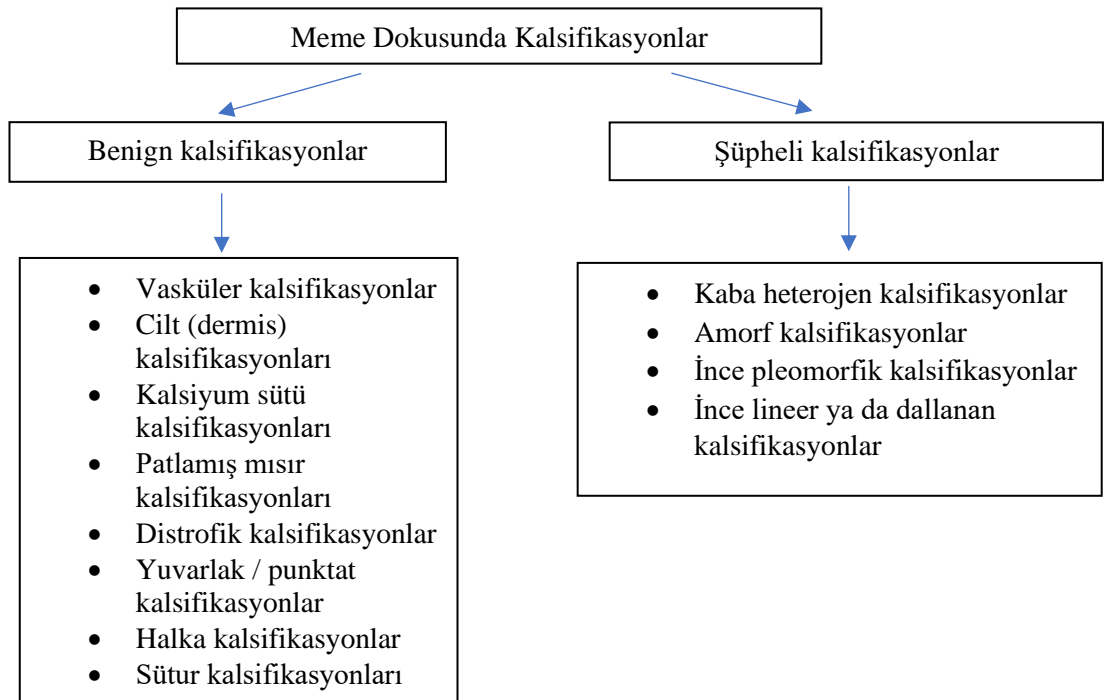 Meme Dokusunda Kalsifikasyonlar
Benign kalsifikasyonlar
Şüpheli kalsifikasyonlar
• Vasküler kalsifikasyonlar
• Cilt (dermis)
kalsifikasyonları
• Kalsiyum sütü
kalsifikasyonları
• Patlamış mısır
kalsifikasyonları
• Distrofik kalsifikasyonlar
• Yuvarlak / punktat
kalsifikasyonlar
• Halka kalsifikasyonlar
• Sütur kalsifikasyonları
• Kaba heterojen kalsifikasyonlar
• Amorf kalsifikasyonlar
• İnce pleomorfik kalsifikasyonlar
• İnce lineer ya da dallanan
kalsifikasyonlar